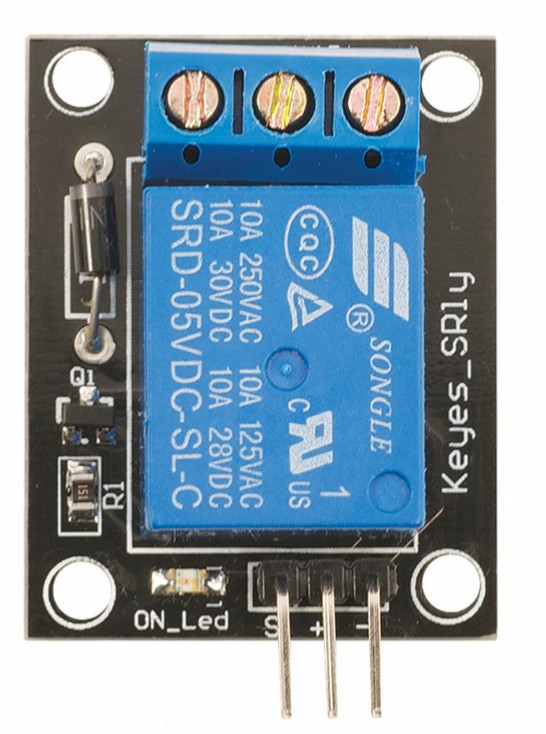 SONGLE
®
CQC
C US
1
10A 250VAC 10A 125VAC
10A 30VDC 10A 28VDC
SRD-05VDC-SL-C
Keyes_SRly
Q1
151
R1
ON_Led
S + -